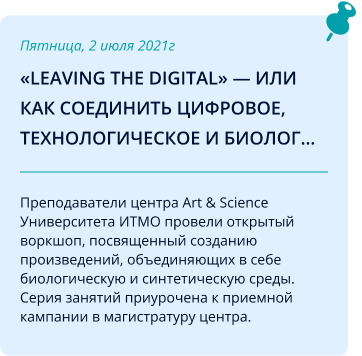 Пятница, 2 июля 2021г
«LEAVING THE DIGITAL» — ИЛИ
КАК СОЕДИНИТЬ ЦИФРОВОЕ,
ТЕХНОЛОГИЧЕСКОЕ И БИОЛОГ...
Преподаватели центра Art & Science
Университета ИТМО провели открытый
воркшоп, посвященный созданию
произведений, объединяющих в себе
биологическую и синтетическую среды.
Серия занятий приурочена к приемной
кампании в магистратуру центра.